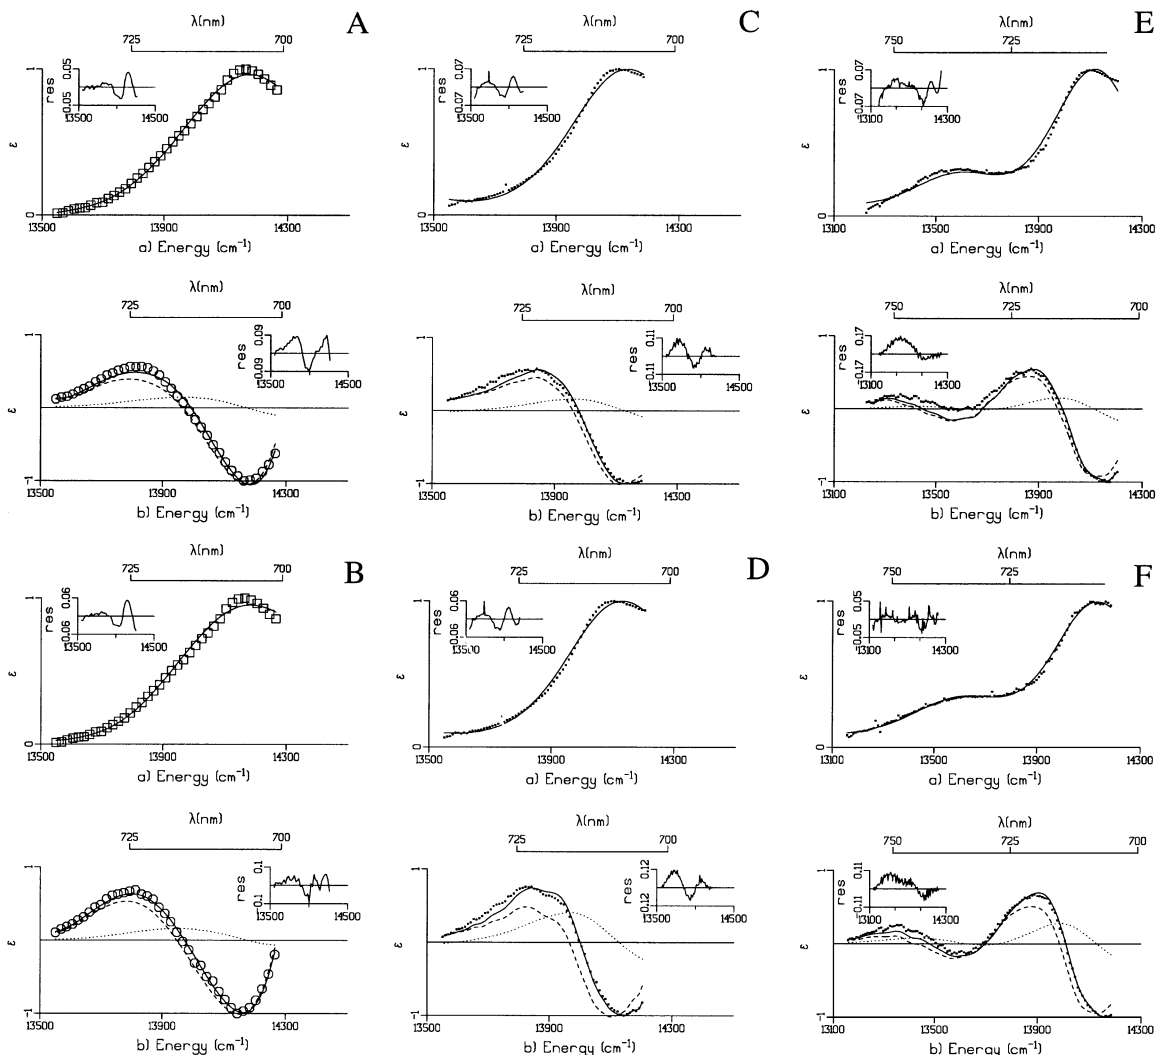 A
λ(nm)
725 700
0.05
res
0.05
13500 14500
1
ε
0
13500 13900 14300
a) Energy (cm⁻¹)
λ(nm)
725 700
0.09
res
0.09
13500 14500
1
ε
-1
13500 13900 14300
b) Energy (cm⁻¹)
B
λ(nm)
725 700
0.06
res
0.06
13500 14500
1
ε
0
13500 13900 14300
a) Energy (cm⁻¹)
λ(nm)
725 700
0.1
res
0.1
13500 14500
1
ε
-1
13500 13900 14300
b) Energy (cm⁻¹)
C
λ(nm)
725 700
0.07
res
0.07
13500 14500
1
ε
0
13500 13900 14300
a) Energy (cm⁻¹)
λ(nm)
725 700
0.11
res
0.11
13500 14500
1
ε
-1
13500 13900 14300
b) Energy (cm⁻¹)
D
λ(nm)
725 700
0.06
res
0.06
13500 14500
1
ε
0
13500 13900 14300
a) Energy (cm⁻¹)
λ(nm)
725 700
0.12
res
0.12
13500 14500
1
ε
-1
13500 13900 14300
b) Energy (cm⁻¹)
E
λ(nm)
750 725
0.07
res
0.07
13100 14300
1
ε
0
13100 13500 13900 14300
a) Energy (cm⁻¹)
λ(nm)
750 725 700
0.17
res
0.17
13100 14300
1
ε
-1
13100 13500 13900 14300
b) Energy (cm⁻¹)
F
λ(nm)
750 725
0.05
res
0.05
13100 14300
1
ε
0
13100 13500 13900 14300
a) Energy (cm⁻¹)
λ(nm)
750 725 700
0.11
res
0.11
13100 14300
1
ε
-1
13100 13500 13900 14300
b) Energy (cm⁻¹)